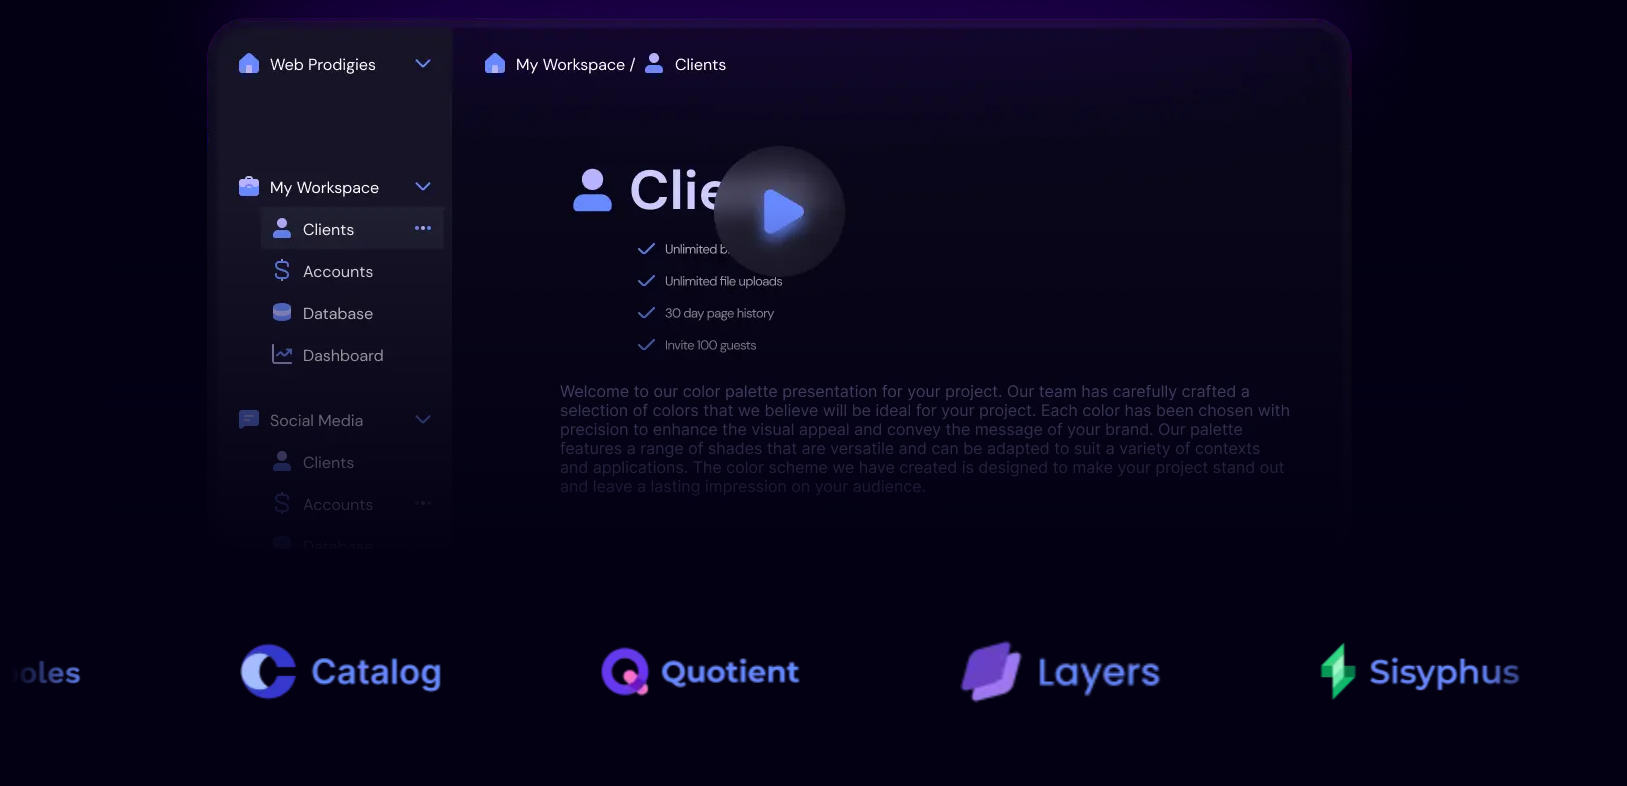 Web Prodigies
My Workspace / Clients
My Workspace
Clients
Accounts
Database
Dashboard
Social Media
Clients
Accounts
Database
Clie
Unlimited b
Unlimited file uploads
30 day page history
Invite 100 guests
Welcome to our color palette presentation for your project. Our team has carefully crafted a
selection of colors that we believe will be ideal for your project. Each color has been chosen with
precision to enhance the visual appeal and convey the message of your brand. Our palette
features a range of shades that are versatile and can be adapted to suit a variety of contexts
and applications. The color scheme we have created is designed to make your project stand out
and leave a lasting impression on your audience.
oles
Catalog
Quotient
Layers
Sisyphus